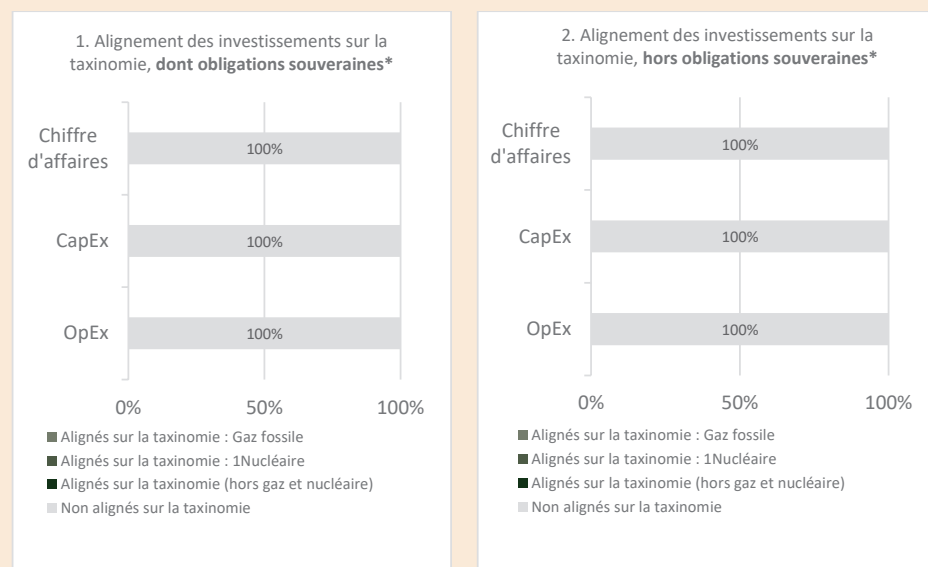 1. Alignement des investissements sur la
taxinomie, dont obligations souveraines*
Chiffre
d'affaires
100%
CapEx
100%
OpEx
100%
0%
50%
100%
Alignés sur la taxinomie : Gaz fossile
Alignés sur la taxinomie : 1Nucléaire
Alignés sur la taxinomie (hors gaz et nucléaire)
Non alignés sur la taxinomie
2. Alignement des investissements sur la
taxinomie, hors obligations souveraines*
Chiffre
d'affaires
100%
CapEx
100%
OpEx
100%
0%
50%
100%
Alignés sur la taxinomie : Gaz fossile
Alignés sur la taxinomie : 1Nucléaire
Alignés sur la taxinomie (hors gaz et nucléaire)
Non alignés sur la taxinomie